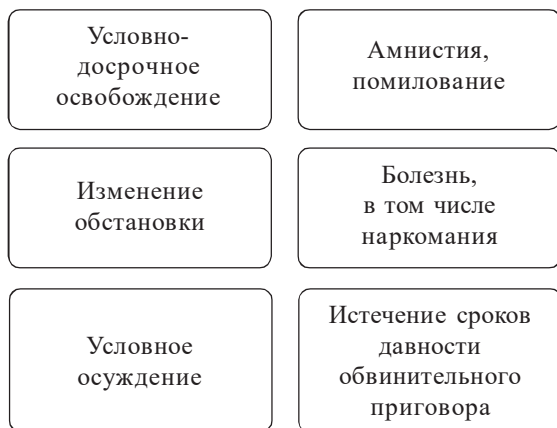 Условно-
досрочное
освобождение
Амнистия,
помилование
Изменение
обстановки
Болезнь,
в том числе
наркомания
Условное
осуждение
Истечение сроков
давности
обвинительного
приговора